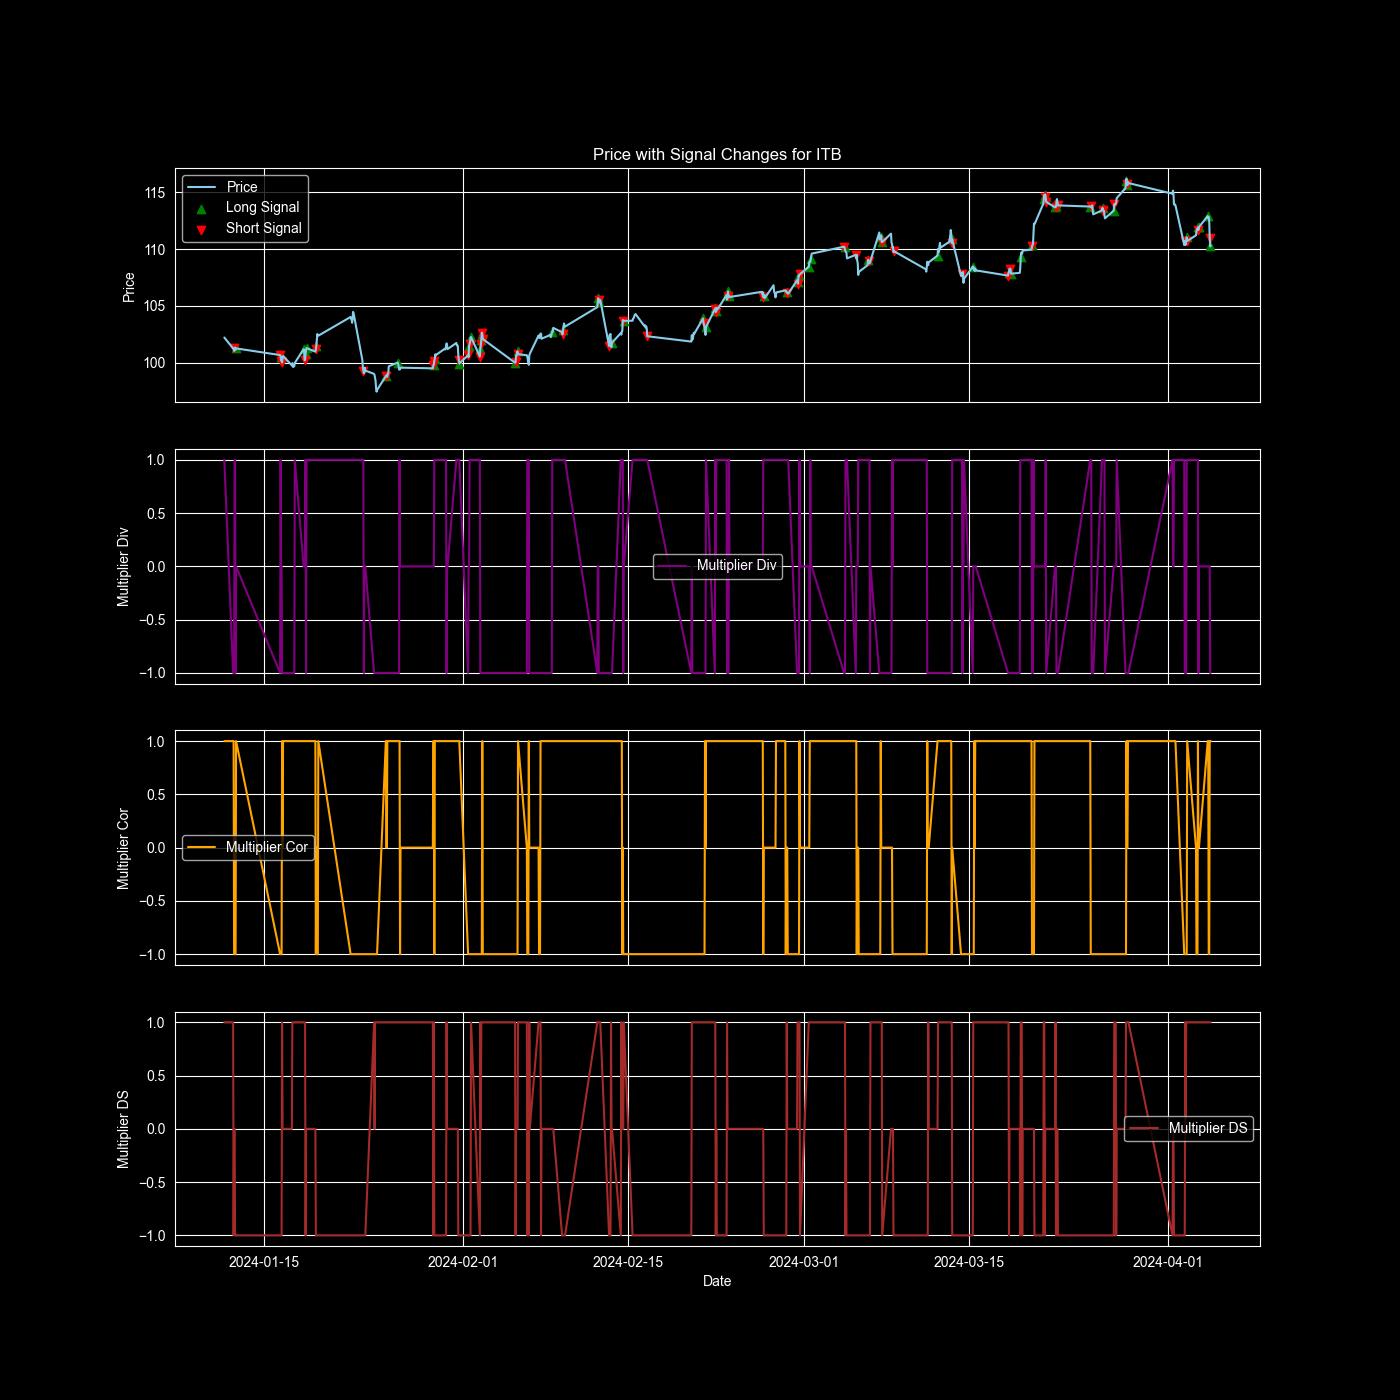 Price with Signal Changes for ITB
Price
Long Signal
Short Signal
115
110
105
100
Price
1.0
0.5
0.0
−0.5
−1.0
Multiplier Div
Multiplier Div
1.0
0.5
0.0
−0.5
−1.0
Multiplier Cor
Multiplier Cor
1.0
0.5
0.0
−0.5
−1.0
Multiplier DS
Multiplier DS
2024-01-15 2024-02-01 2024-02-15 2024-03-01 2024-03-15 2024-04-01
Date